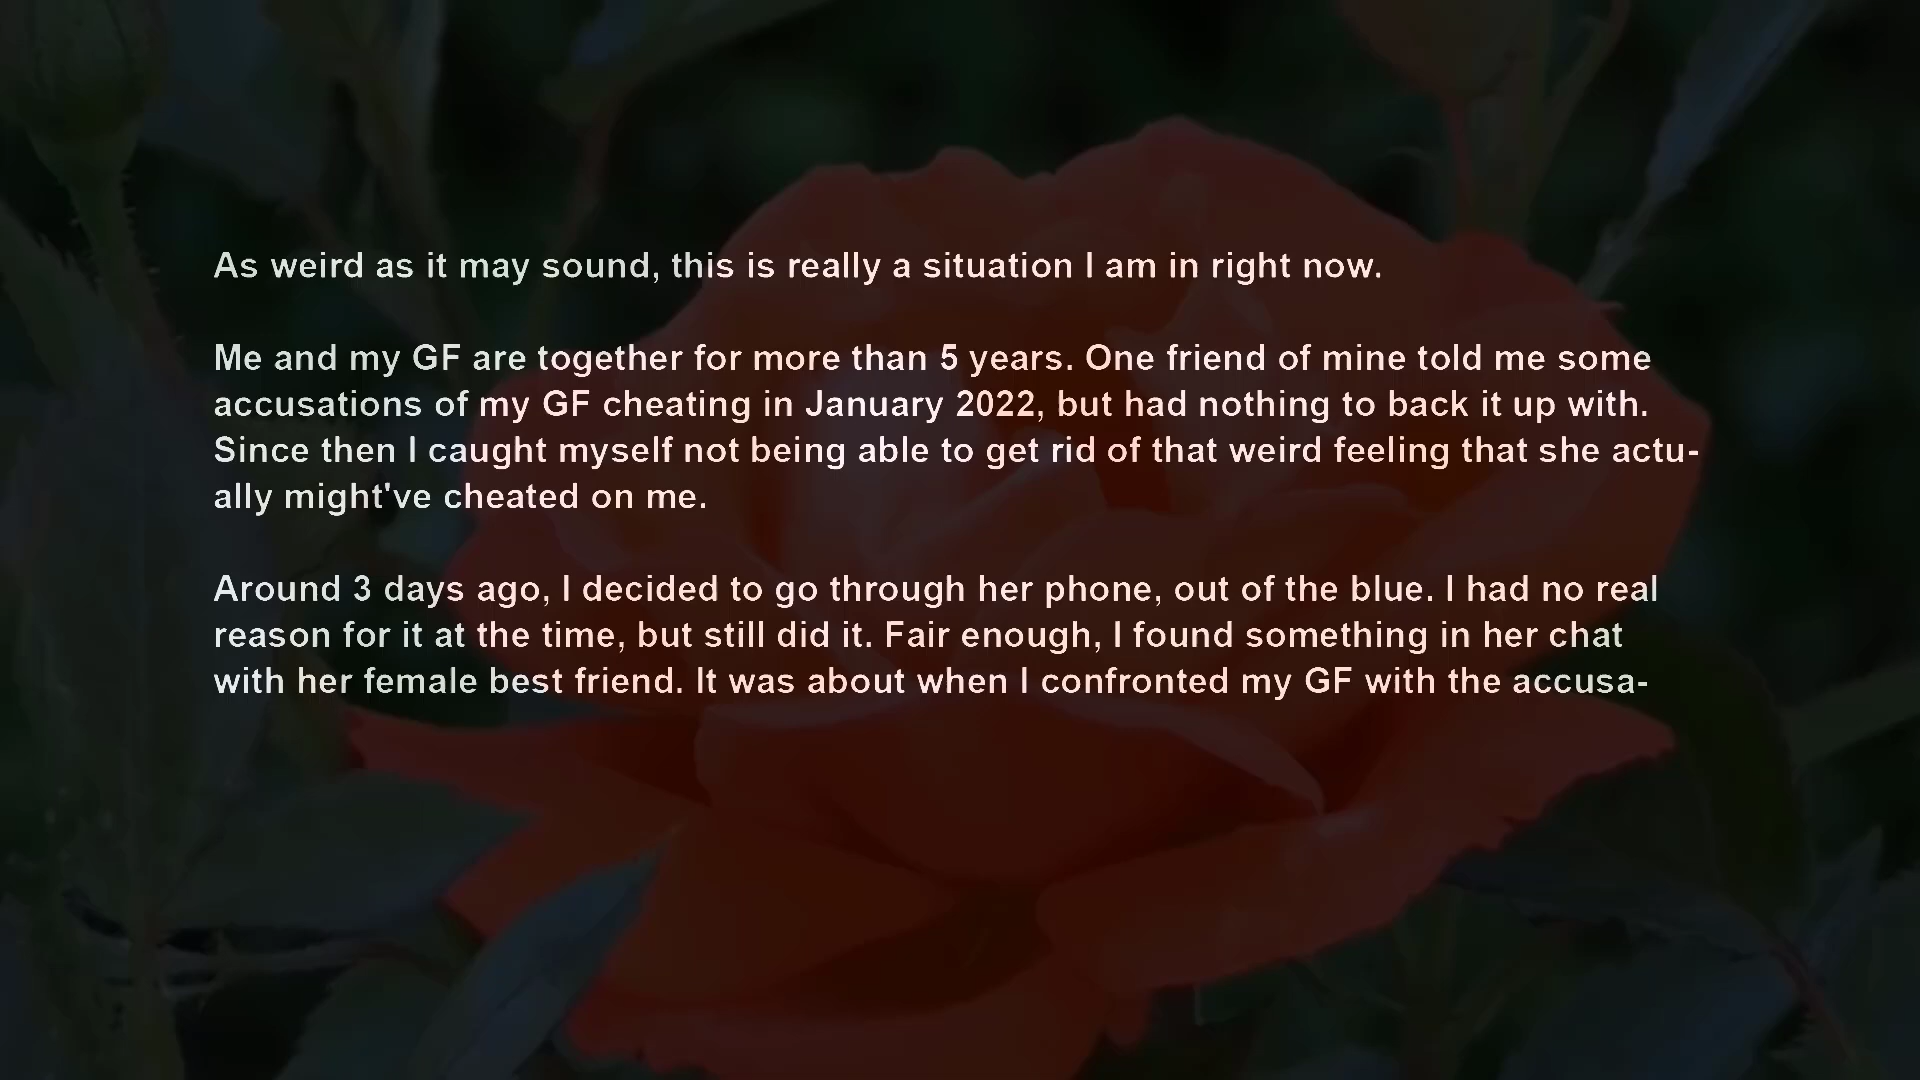 As weird as it may sound, this is really a situation I am in right now.
Me and my GF are together for more than 5 years. One friend of mine told me some
accusations of my GF cheating in January 2022, but had nothing to back it up with.
Since then I caught myself not being able to get rid of that weird feeling that she actu-
ally might've cheated on me.
Around 3 days ago, I decided to go through her phone, out of the blue. I had no real
reason for it at the time, but still did it. Fair enough, I found something in her chat
with her female best friend. It was about when I confronted my GF with the accusa-